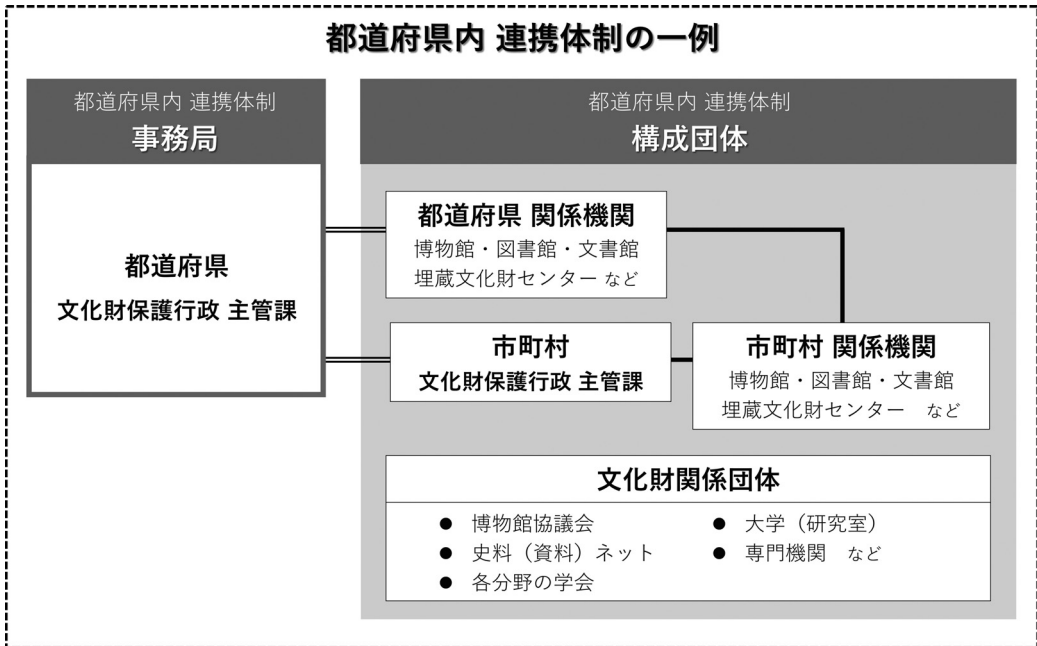 都道府県内 連携体制の一例
都道府県内 連携体制
事務局
都道府県
文化財保護行政 主管課
都道府県内 連携体制
構成団体
都道府県 関係機関
博物館・図書館・文書館
埋蔵文化財センター など
市町村
文化財保護行政 主管課
市町村 関係機関
博物館・図書館・文書館
埋蔵文化財センター など
文化財関係団体
● 博物館協議会
● 史料（資料）ネット
● 各分野の学会
● 大学（研究室）
● 専門機関 など